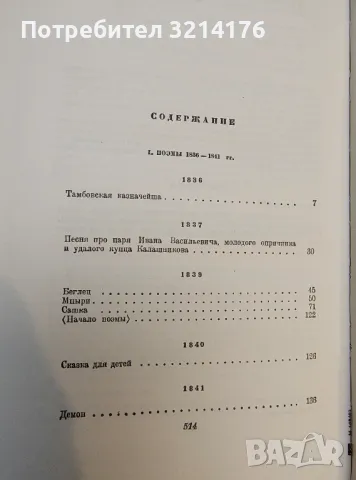 Потребител 3214176
СОДЕРЖАНИЕ
I. ПОЭМЫ 1836—1841 гг.
1836
Тамбовская казначейша 7
1837
Песня про царя Ивана Васильевича, молодого опричника
и удалого купца Калашникова 30
1839
Беглец 45
Мцыри 50
Сашка 71
〈Начало поэмы〉 122
1840
Сказка для детей 126
1841
Демон 136
514
BAZAR
bg